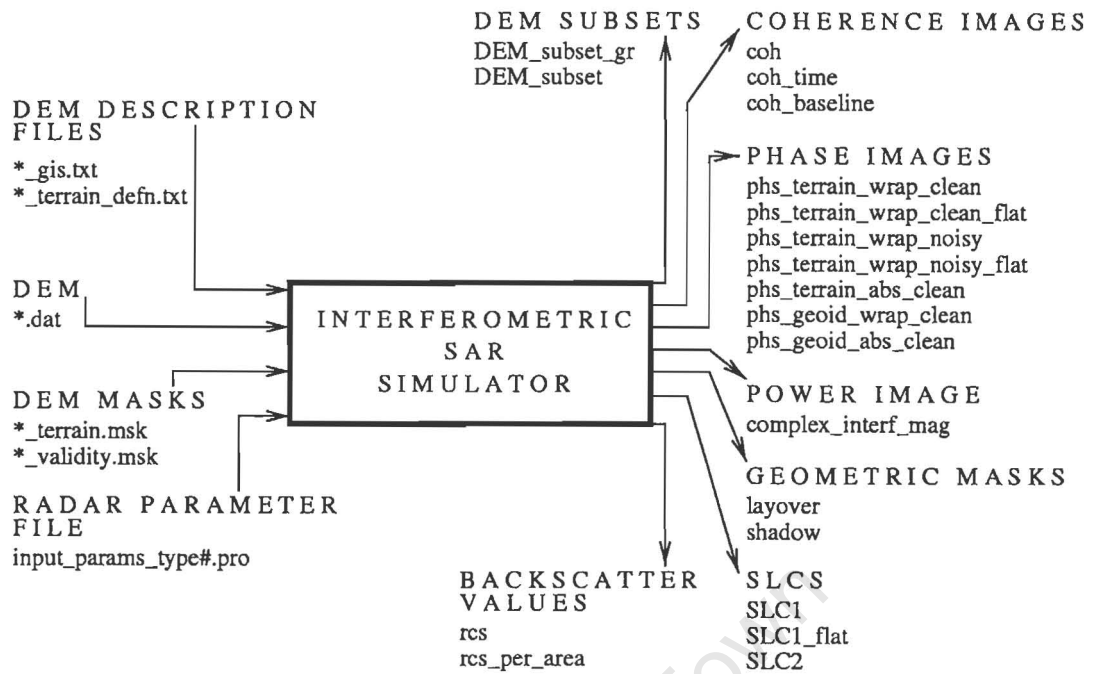 DEM SUBSETS
DEM_subset_gr
DEM_subset
COHERENCE IMAGES
coh
coh_time
coh_baseline
DEM DESCRIPTION
FILES
*_gis.txt
*_terrain_defn.txt
PHASE IMAGES
phs_terrain_wrap_clean
phs_terrain_wrap_clean_flat
phs_terrain_wrap_noisy
phs_terrain_wrap_noisy_flat
phs_terrain_abs_clean
phs_geoid_wrap_clean
phs_geoid_abs_clean
DEM
*.dat
INTERFEROMETRIC
SAR
SIMULATOR
DEM MASKS
*_terrain.msk
*_validity.msk
POWER IMAGE
complex_interf_mag
RADAR PARAMETER
FILE
input_params_type#.pro
GEOMETRIC MASKS
layover
shadow
BACKSCATTER
VALUES
rcs
rcs_per_area
SLCS
SLC1
SLC1_flat
SLC2
Town